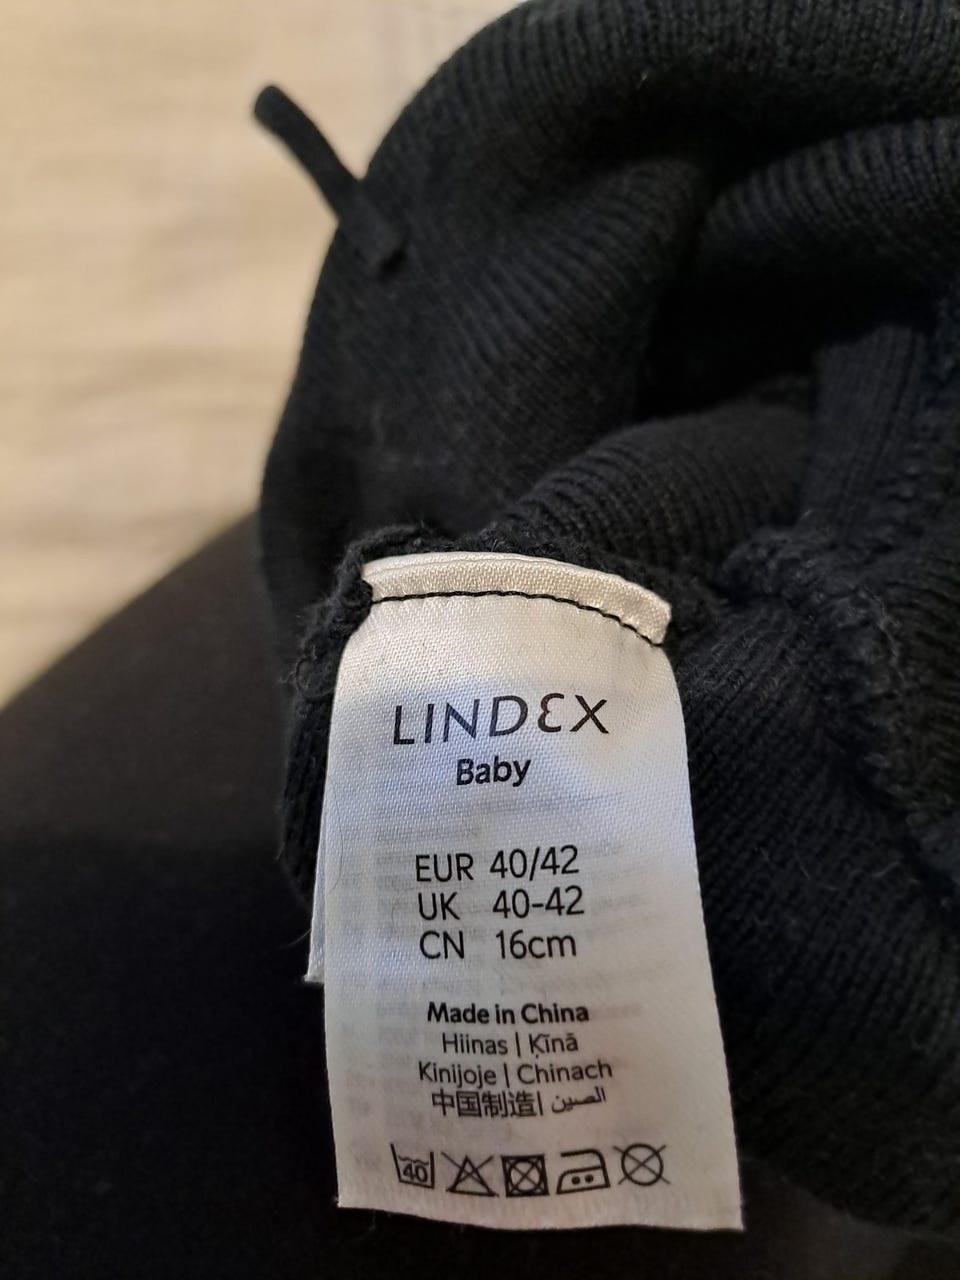 LINDEX
Baby
EUR 40/42
UK 40-42
CN 16cm
Made in China
Hiinas | Ķīnā
Kinijoje | Chinach
中国制造 | الصين
40